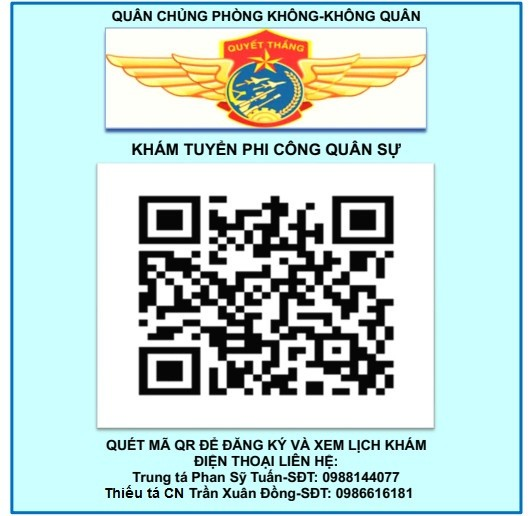 QUÂN CHỦNG PHÒNG KHÔNG-KHÔNG QUÂN
QUYẾT THẮNG
KHÁM TUYỂN PHI CÔNG QUÂN SỰ
QUÉT MÃ QR ĐỂ ĐĂNG KÝ VÀ XEM LỊCH KHÁM
ĐIỆN THOẠI LIÊN HỆ:
Trung tá Phan Sỹ Tuấn-SĐT: 0988144077
Thiếu tá CN Trần Xuân Đồng-SĐT: 0986616181